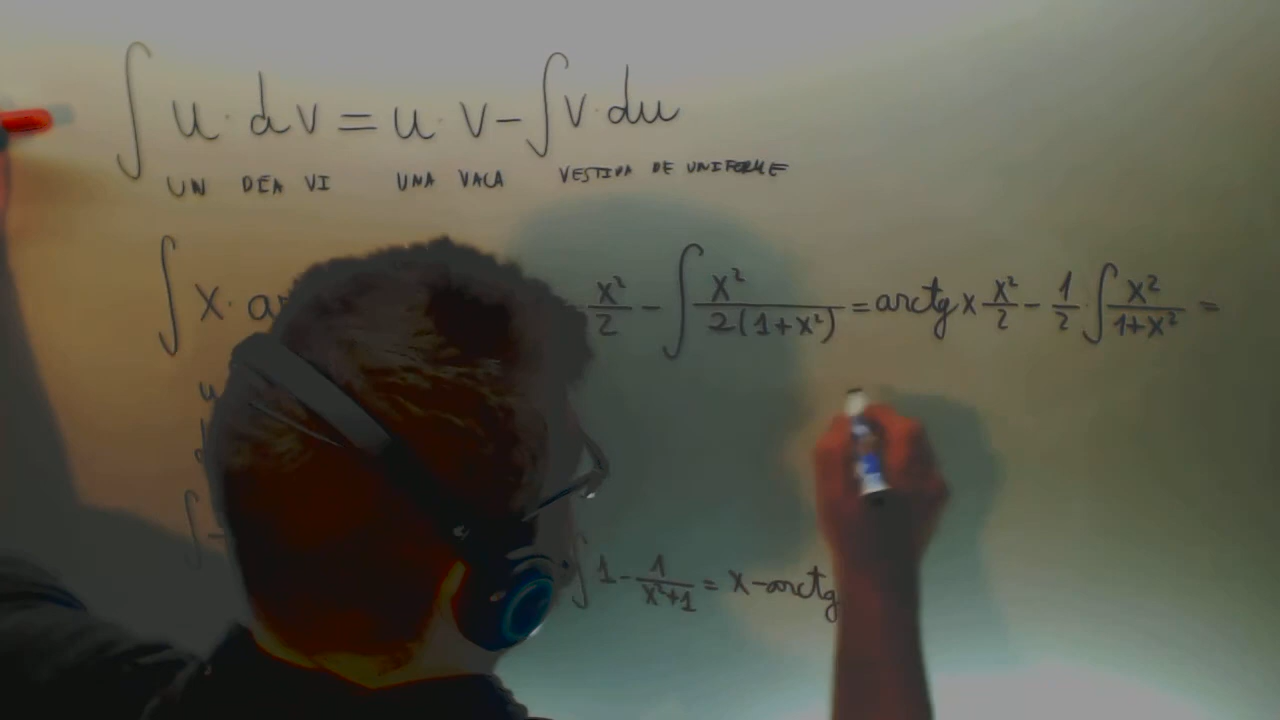 ∫ u · dv = u · v - ∫ v · du
UN DÍA VI UNA VACA VESTIDA DE UNIFORME
∫ x · ar x²/2 - ∫ x²/2(1+x²) = arctg x x²/2 - 1/2 · ∫ x²/1+x² =
u
d
∫ ∫ 1 - 1/x²+1 = x - arctg